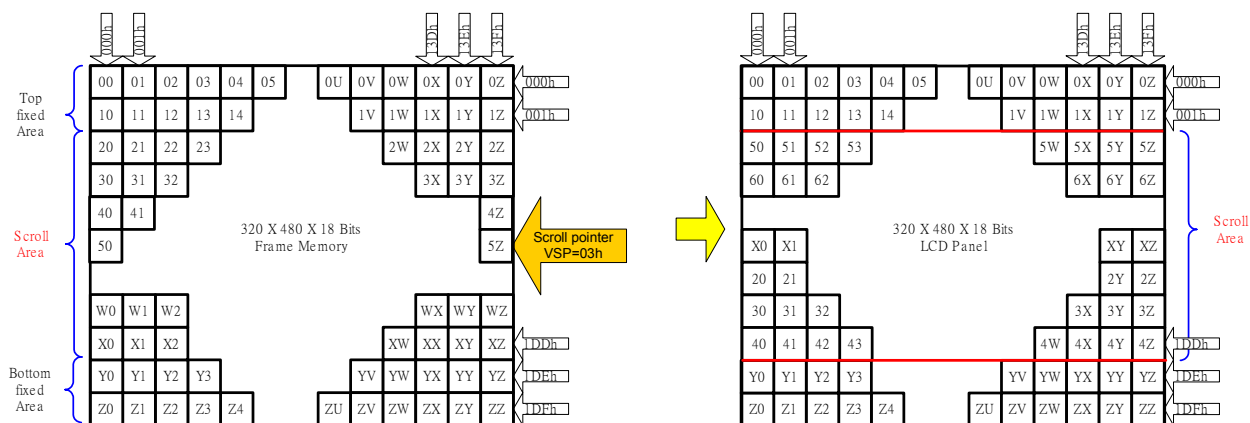 000h 001h 3Dh 3Eh 3Fh
00 01 02 03 04 05 0U 0V 0W 0X 0Y 0Z 000h
10 11 12 13 14 1V 1W 1X 1Y 1Z 001h
20 21 22 23 2W 2X 2Y 2Z
30 31 32 3X 3Y 3Z
40 41 4Z
50 5Z
W0 W1 W2 WX WY WZ
X0 X1 X2 XW XX XY XZ 1DDh
Y0 Y1 Y2 Y3 YV YW YX YY YZ 1DEh
Z0 Z1 Z2 Z3 Z4 ZU ZV ZW ZX ZY ZZ 1DFh
Top
fixed
Area
Scroll
Area
Bottom
fixed
Area
320 X 480 X 18 Bits
Frame Memory
Scroll pointer
VSP=03h
000h 001h 3Dh 3Eh 3Fh
00 01 02 03 04 05 0U 0V 0W 0X 0Y 0Z 000h
10 11 12 13 14 1V 1W 1X 1Y 1Z 001h
50 51 52 53 5W 5X 5Y 5Z
60 61 62 6X 6Y 6Z
X0 X1 XY XZ
20 21 2Y 2Z
30 31 32 3X 3Y 3Z
40 41 42 43 4W 4X 4Y 4Z 1DDh
Y0 Y1 Y2 Y3 YV YW YX YY YZ 1DEh
Z0 Z1 Z2 Z3 Z4 ZU ZV ZW ZX ZY ZZ 1DFh
320 X 480 X 18 Bits
LCD Panel
Scroll
Area